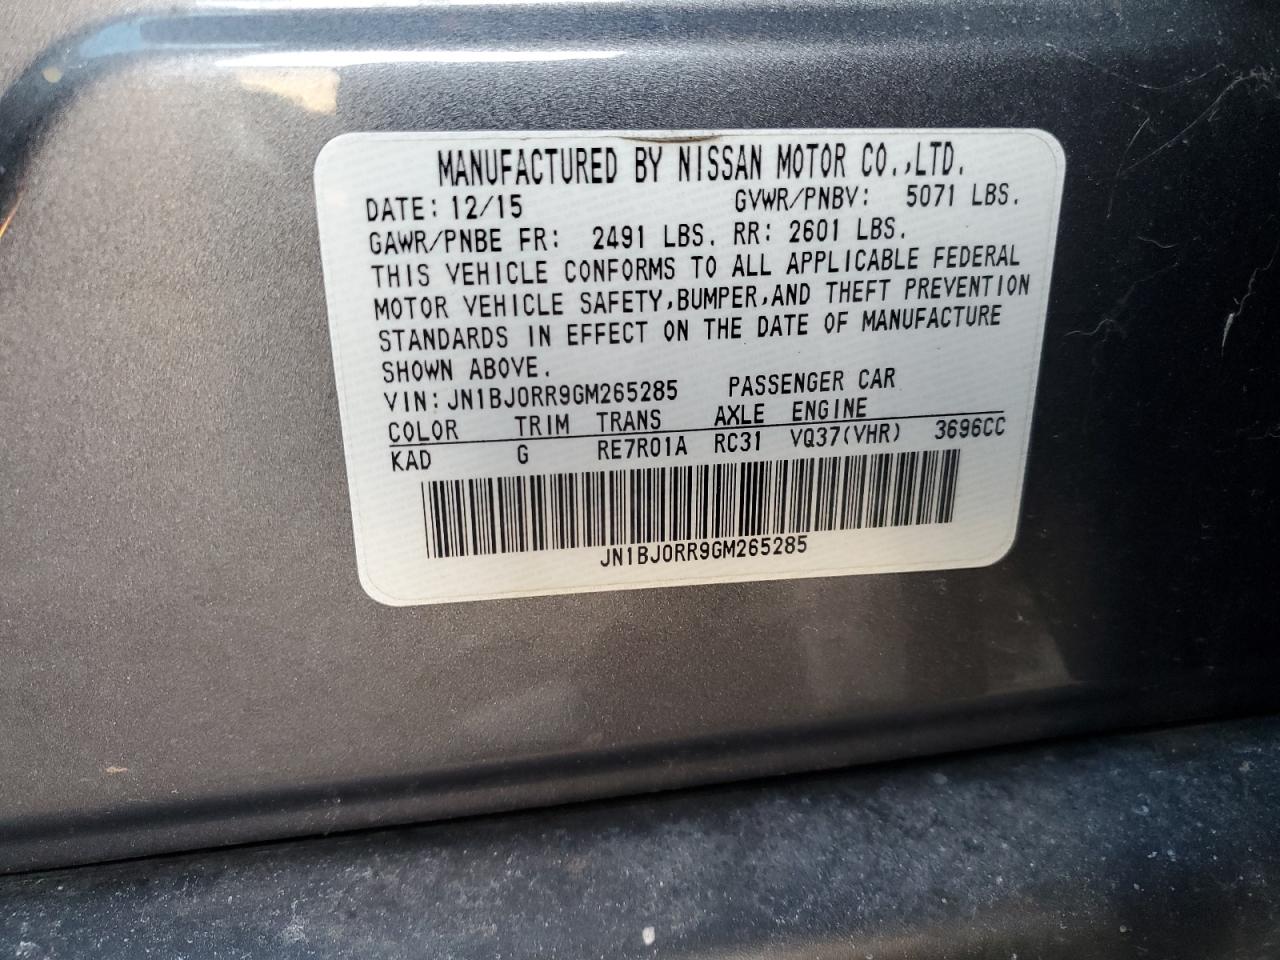 MANUFACTURED BY NISSAN MOTOR CO.,LTD.
DATE: 12/15 GVWR/PNBV: 5071 LBS.
GAWR/PNBE FR: 2491 LBS. RR: 2601 LBS.
THIS VEHICLE CONFORMS TO ALL APPLICABLE FEDERAL
MOTOR VEHICLE SAFETY,BUMPER,AND THEFT PREVENTION
STANDARDS IN EFFECT ON THE DATE OF MANUFACTURE
SHOWN ABOVE.
VIN:JN1BJ0RR9GM265285 PASSENGER CAR
COLOR TRIM TRANS AXLE ENGINE
KAD G RE7R01A RC31 VQ37(VHR) 3696CC
JN1BJ0RR9GM265285